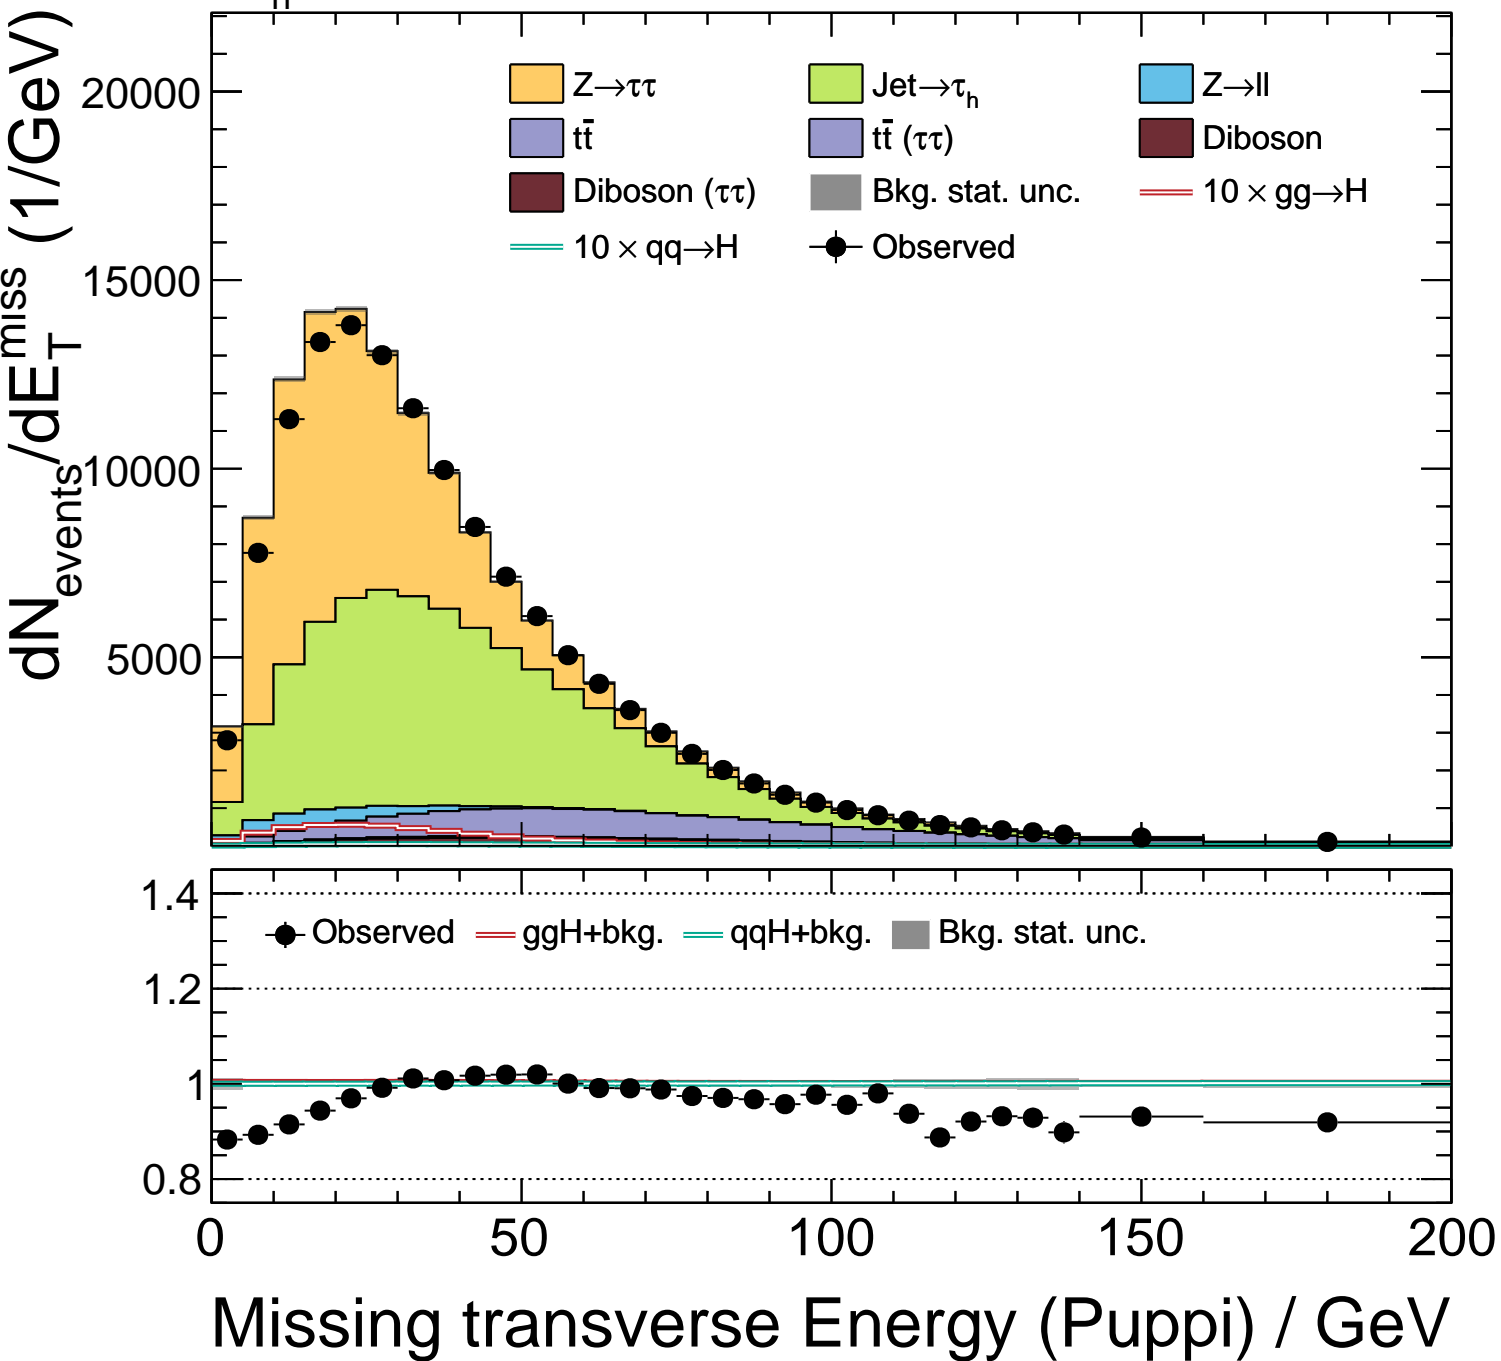 dN_events/dE_T^miss (1/GeV)
20000
15000
10000
5000
Z→ττ Jet→τ_h Z→ll
tt̄ tt̄ (ττ) Diboson
Diboson (ττ) Bkg. stat. unc. 10 × gg→H
10 × qq→H Observed
1.4
1.2
1
0.8
Observed ggH+bkg. qqH+bkg. Bkg. stat. unc.
0 50 100 150 200
Missing transverse Energy (Puppi) / GeV